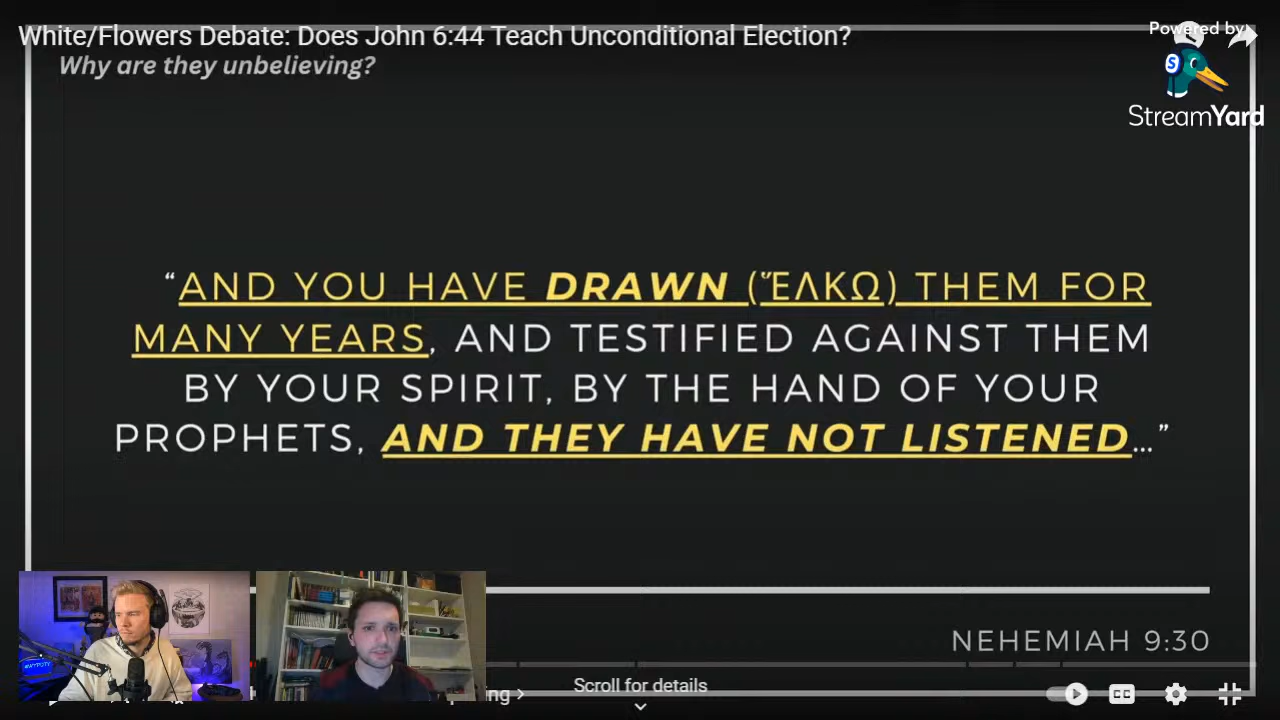 White/Flowers Debate: Does John 6:44 Teach Unconditional Election?
Powered by
Why are they unbelieving?
S
StreamYard
“AND YOU HAVE DRAWN (ἝΛΚΩ) THEM FOR
MANY YEARS, AND TESTIFIED AGAINST THEM
BY YOUR SPIRIT, BY THE HAND OF YOUR
PROPHETS, AND THEY HAVE NOT LISTENED...”
NEHEMIAH 9:30
#WYPDTY
Scroll for details
CC